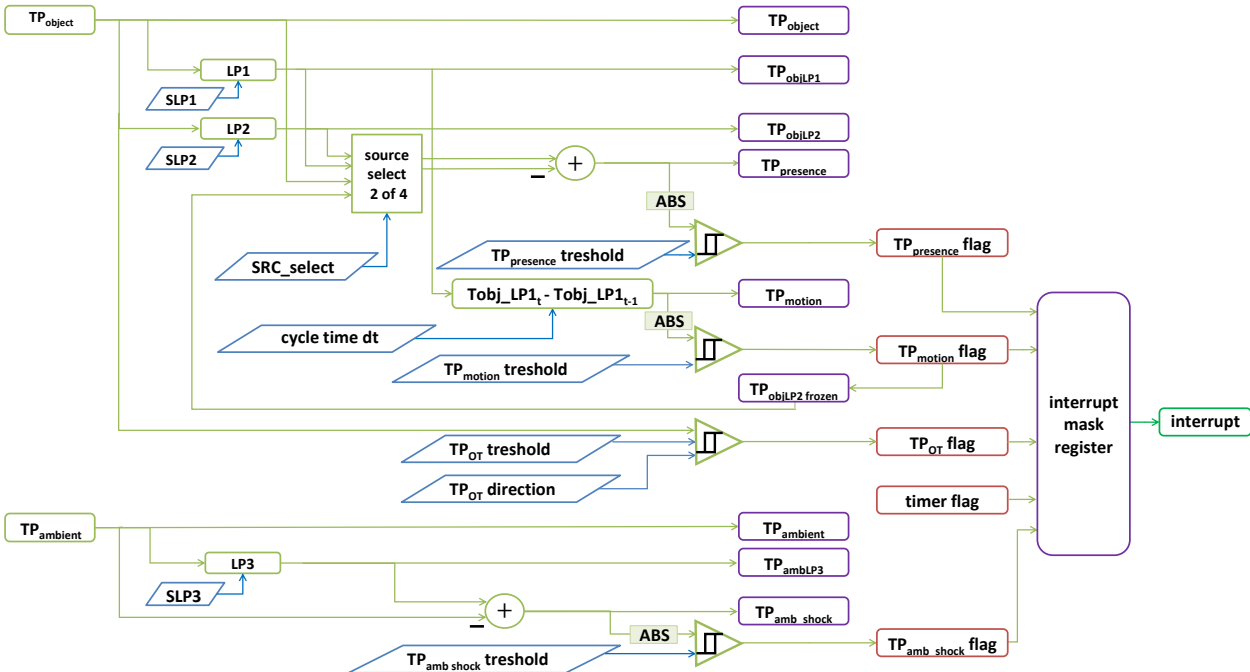 TPobject
TPobject
LP1
TPobjLP1
SLP1
LP2
TPobjLP2
SLP2
source
select
2 of 4
+
−
TPpresence
ABS
TPpresence treshold
TPpresence flag
SRC_select
Tobj_LP1t - Tobj_LP1t-1
TPmotion
ABS
cycle time dt
TPmotion treshold
TPmotion flag
TPobjLP2 frozen
interrupt
mask
register
interrupt
TPOT treshold
TPOT flag
TPOT direction
timer flag
TPambient
TPambient
LP3
TPambLP3
SLP3
+
−
TPamb_shock
ABS
TPamb_shock flag
TPamb shock treshold